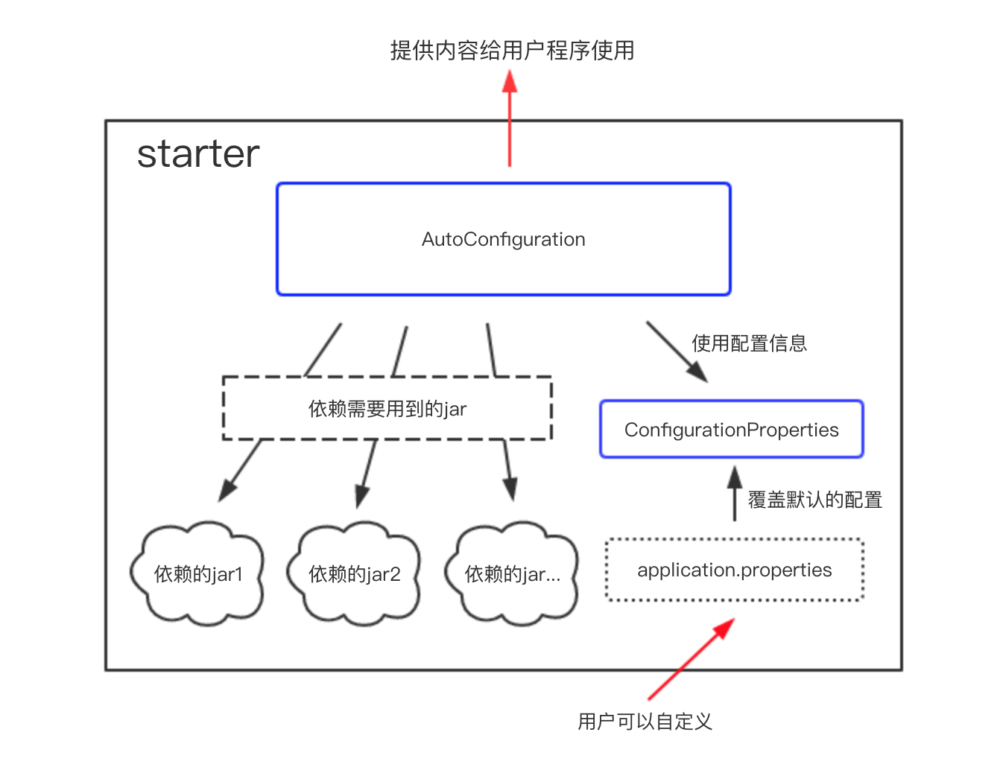 提供内容给用户程序使用
starter
AutoConfiguration
使用配置信息
依赖需要用到的jar
ConfigurationProperties
覆盖默认的配置
依赖的jar1
依赖的jar2
依赖的jar...
application.properties
用户可以自定义